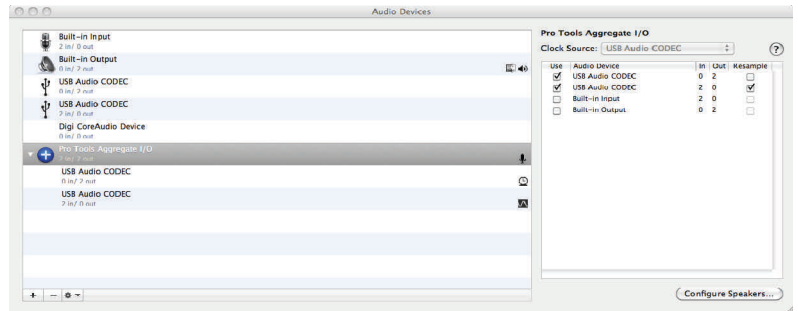 Audio Devices
Built-in Input
2 in/ 0 out
Built-in Output
0 in/ 2 out
USB Audio CODEC
0 in/ 2 out
USB Audio CODEC
2 in/ 0 out
Digi CoreAudio Device
0 in/ 0 out
Pro Tools Aggregate I/O
2 in/ 2 out
USB Audio CODEC
0 in/ 2 out
USB Audio CODEC
2 in/ 0 out
Pro Tools Aggregate I/O
Clock Source: USB Audio CODEC
?
Use Audio Device In Out Resample
USB Audio CODEC 0 2
USB Audio CODEC 2 0
Built-in Input 2 0
Built-in Output 0 2
Configure Speakers...